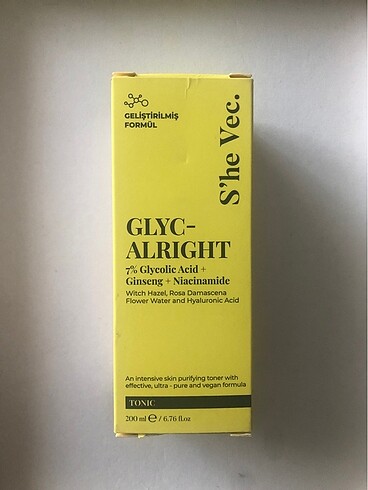 GELİŞTİRİLMİŞ
FORMÜL
S'he Vec.
GLYC-
ALRIGHT
7% Glycolic Acid +
Ginseng + Niacinamide
Witch Hazel, Rosa Damascena
Flower Water and Hyaluronic Acid
An intensive skin purifying toner with
effective, ultra - pure and vegan formula
TONIC
200 ml ℮ / 6.76 fl.oz